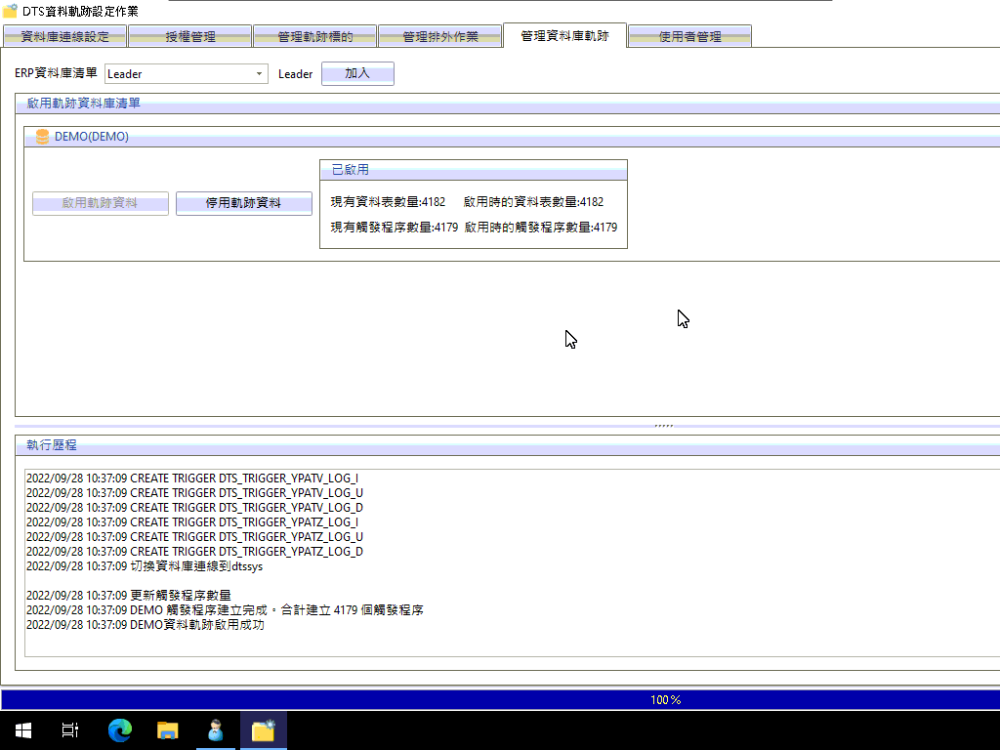 DTS資料軌跡設定作業
資料庫連線設定 授權管理 管理軌跡標的 管理排外作業 管理資料庫軌跡 使用者管理
ERP資料庫清單 Leader Leader 加入
啟用軌跡資料庫清單
DEMO(DEMO)
已啟用
啟用軌跡資料 停用軌跡資料
現有資料表數量:4182 啟用時的資料表數量:4182
現有觸發程序數量:4179 啟用時的觸發程序數量:4179
執行歷程
2022/09/28 10:37:09 CREATE TRIGGER DTS_TRIGGER_YPATV_LOG_I
2022/09/28 10:37:09 CREATE TRIGGER DTS_TRIGGER_YPATV_LOG_U
2022/09/28 10:37:09 CREATE TRIGGER DTS_TRIGGER_YPATV_LOG_D
2022/09/28 10:37:09 CREATE TRIGGER DTS_TRIGGER_YPATZ_LOG_I
2022/09/28 10:37:09 CREATE TRIGGER DTS_TRIGGER_YPATZ_LOG_U
2022/09/28 10:37:09 CREATE TRIGGER DTS_TRIGGER_YPATZ_LOG_D
2022/09/28 10:37:09 切換資料庫連線到dtssys
2022/09/28 10:37:09 更新觸發程序數量
2022/09/28 10:37:09 DEMO 觸發程序建立完成。合計建立 4179 個觸發程序
2022/09/28 10:37:09 DEMO資料軌跡啟用成功
100 %